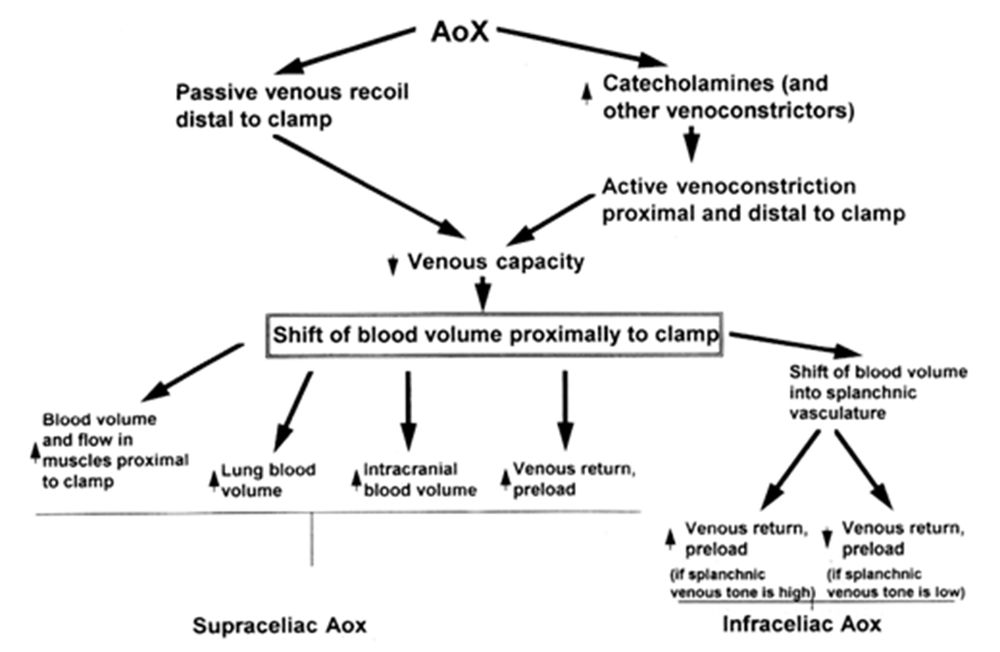 AoX
Passive venous recoil
distal to clamp
Catecholamines (and
other venoconstrictors)
Active venoconstriction
proximal and distal to clamp
Venous capacity
Shift of blood volume proximally to clamp
Shift of blood volume
into splanchnic
vasculature
Blood volume
and flow in
muscles proximal
to clamp
Lung blood
volume
Intracranial
blood volume
Venous return,
preload
Venous return,
preload
(if splanchnic
venous tone is high)
Venous return,
preload
(if splanchnic
venous tone is low)
Supraceliac Aox
Infraceliac Aox